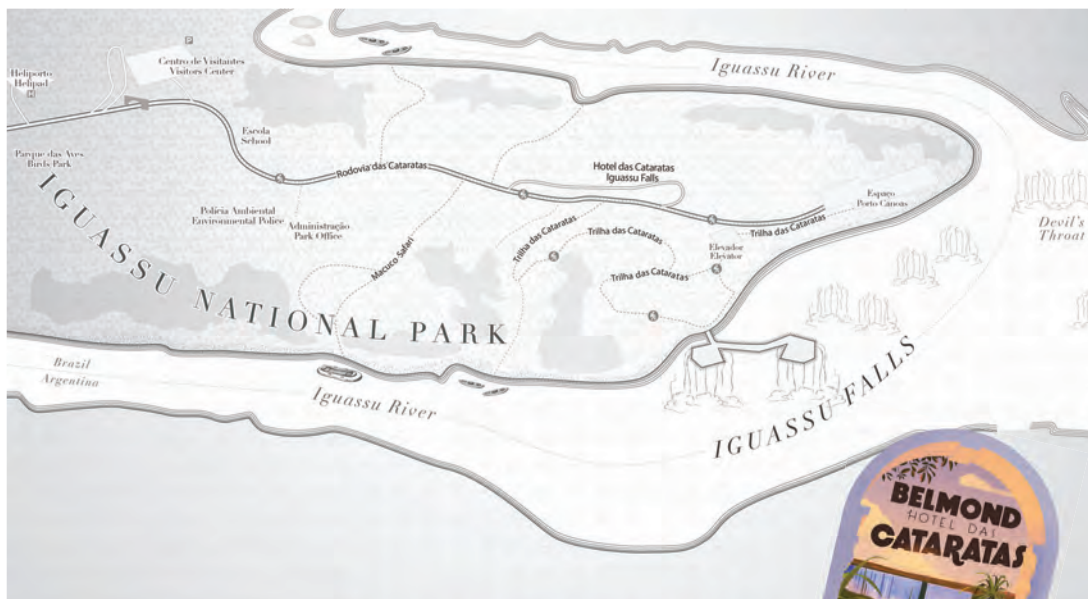 Iguassu River
P
Centro de Visitantes
Visitors Center
Heliporto
Helipad
H
Escola
School
Parque das Aves
Birds Park
Rodovia das Cataratas
Hotel das Cataratas
Iguassu Falls
Espaço
Porto Canoas
Polícia Ambiental
Environmental Police
Administração
Park Office
Macuco Safari
Trilha das Cataratas
Trilha das Cataratas
Trilha das Cataratas
Trilha das Cataratas
Elevador
Elevator
Devil's
Throat
IGUASSU NATIONAL PARK
Brazil
Argentina
Iguassu River
IGUASSU FALLS
BELMOND
HOTEL DAS
CATARATAS